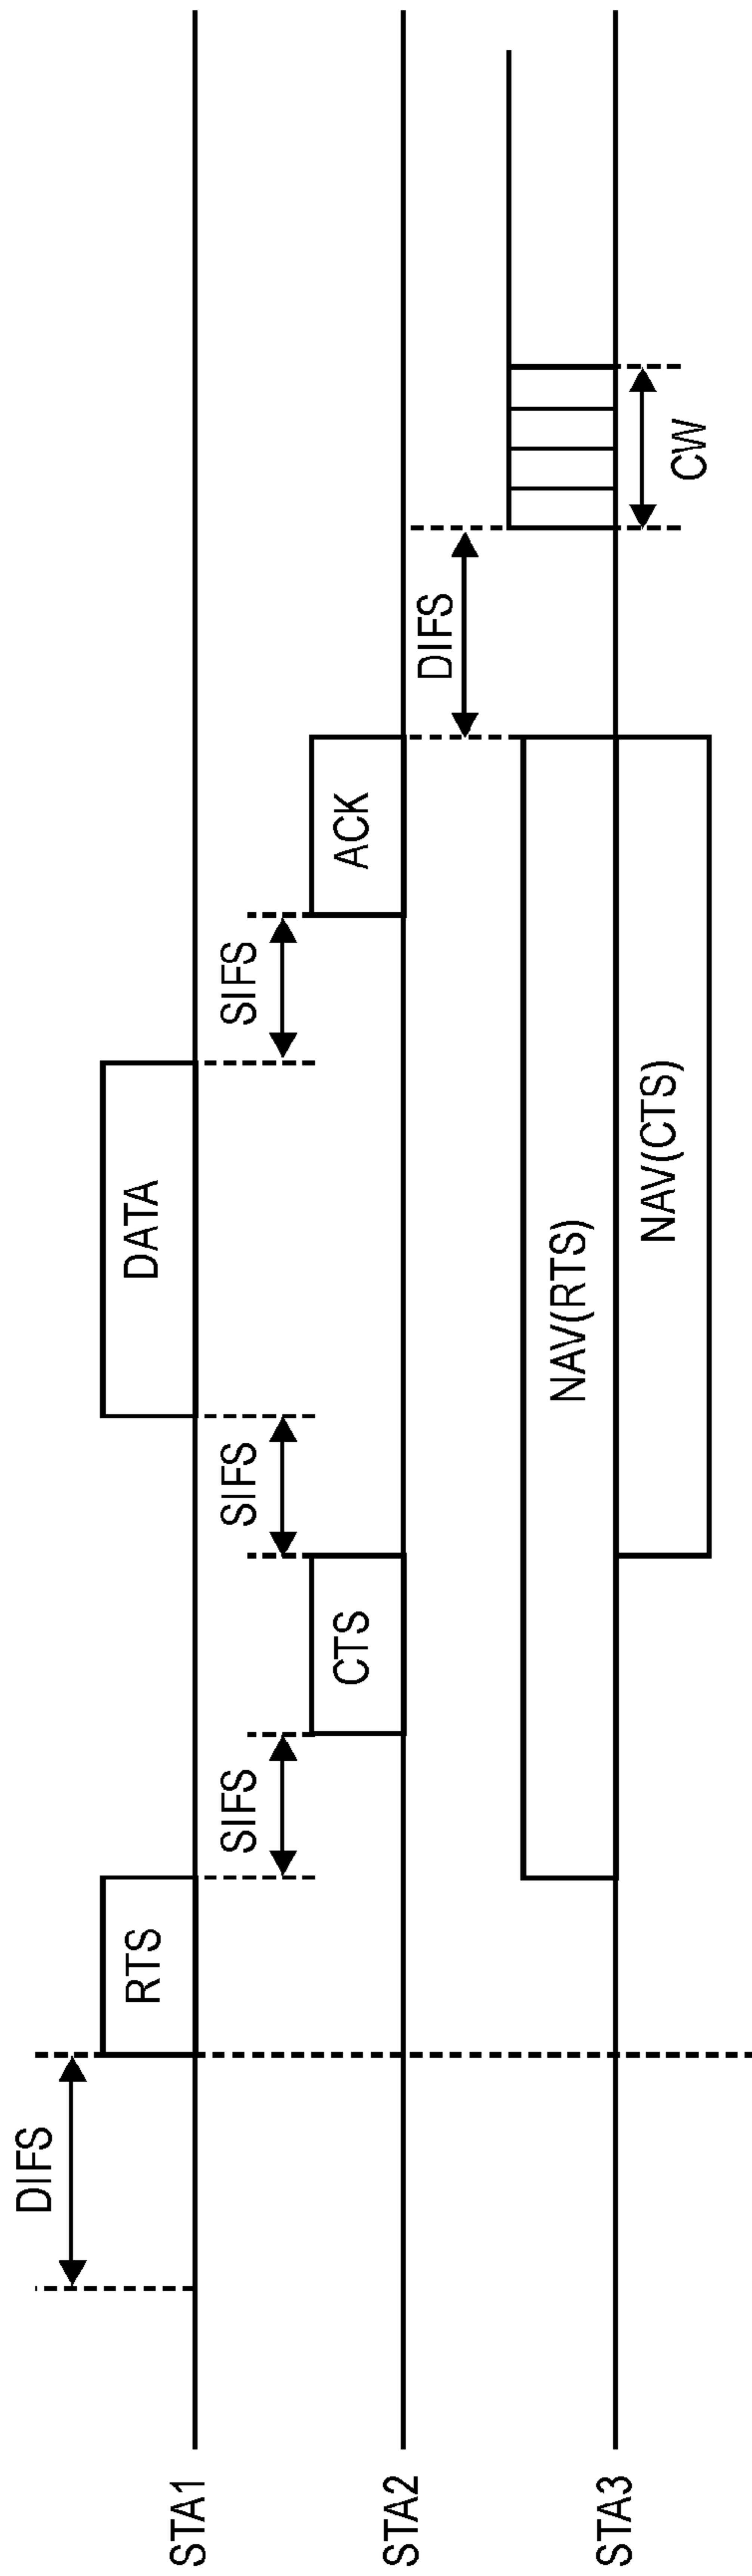 DIFS
RTS
DATA
STA1
SIFS
SIFS
SIFS
CTS
ACK
STA2
DIFS
NAV(RTS)
STA3
NAV(CTS)
CW